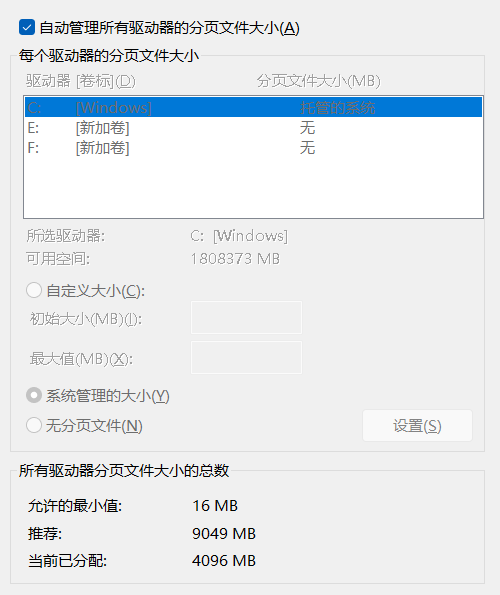 自动管理所有驱动器的分页文件大小(A)
每个驱动器的分页文件大小
驱动器 [卷标](D) 分页文件大小(MB)
C: [Windows] 托管的系统
E: [新加卷] 无
F: [新加卷] 无
所选驱动器: C: [Windows]
可用空间: 1808373 MB
自定义大小(C):
初始大小(MB)(I):
最大值(MB)(X):
系统管理的大小(Y)
无分页文件(N) 设置(S)
所有驱动器分页文件大小的总数
允许的最小值: 16 MB
推荐: 9049 MB
当前已分配: 4096 MB